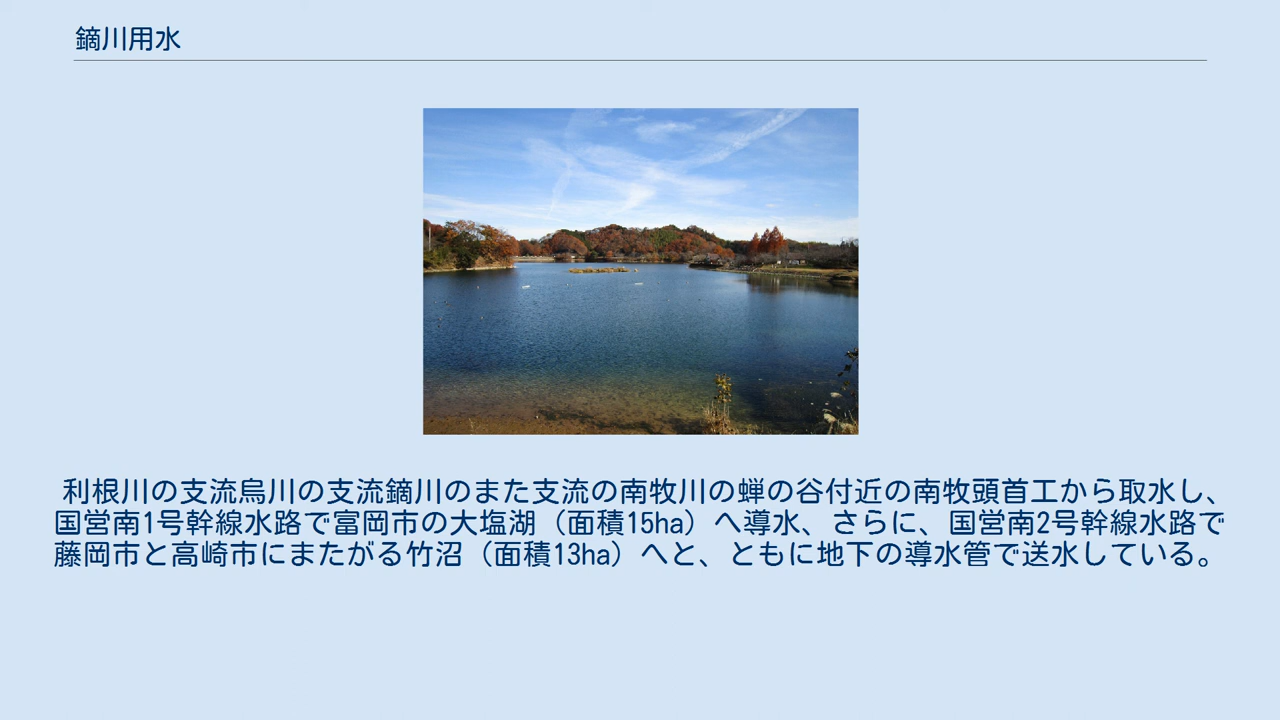 鏑川用水
利根川の支流烏川の支流鏑川のまた支流の南牧川の蝉の谷付近の南牧頭首工から取水し、
国営南1号幹線水路で富岡市の大塩湖（面積15ha）へ導水、さらに、国営南2号幹線水路で
藤岡市と高崎市にまたがる竹沼（面積13ha）へと、ともに地下の導水管で送水している。